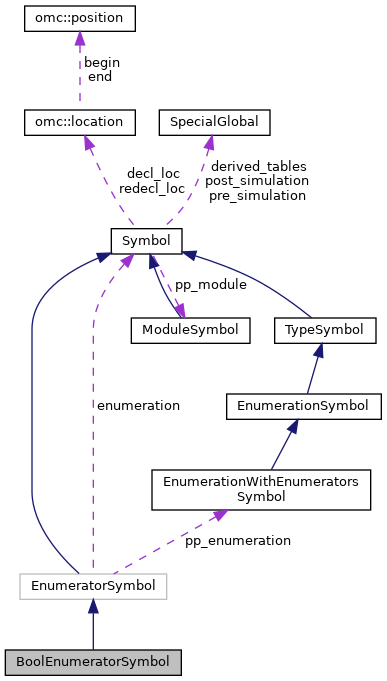 omc::position
begin
end
omc::location
SpecialGlobal
decl_loc
redecl_loc
derived_tables
post_simulation
pre_simulation
Symbol
pp_module
ModuleSymbol
TypeSymbol
enumeration
EnumerationSymbol
EnumerationWithEnumerators
Symbol
pp_enumeration
EnumeratorSymbol
BoolEnumeratorSymbol